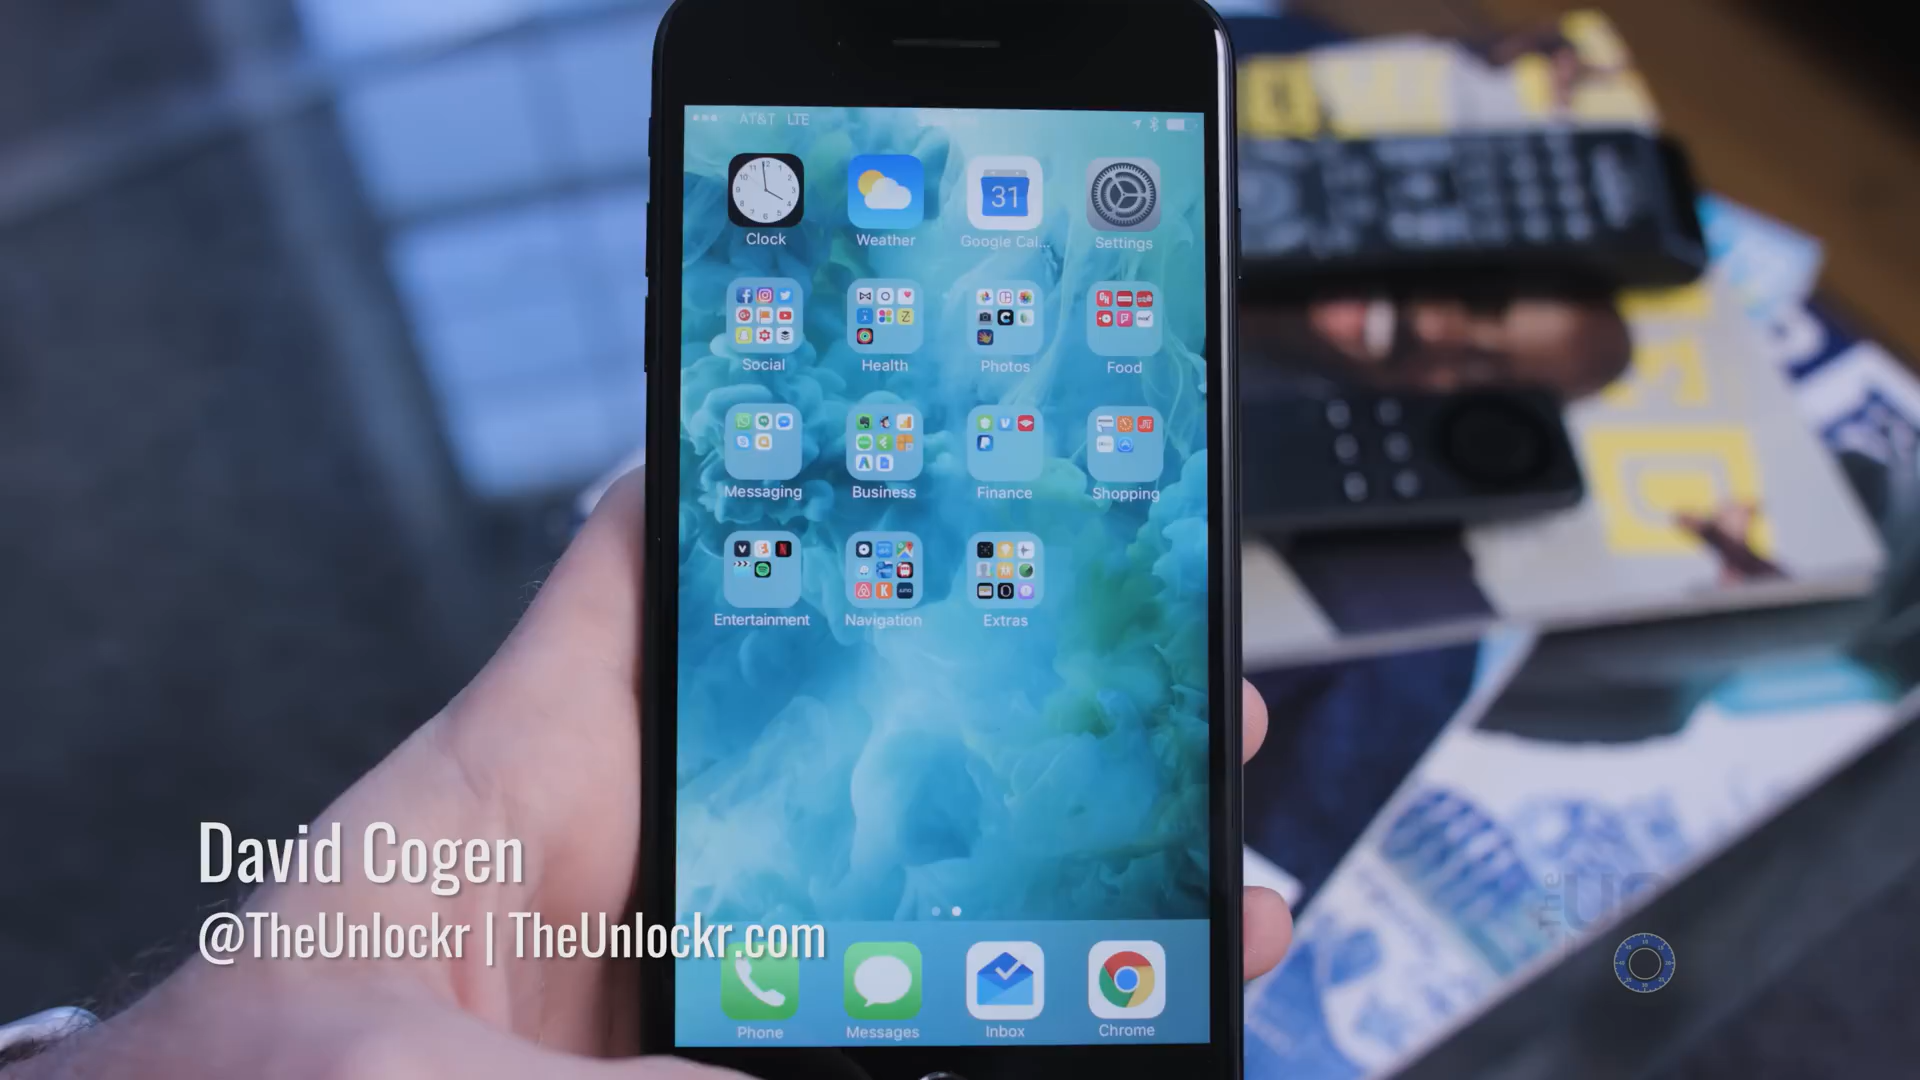 AT&T LTE
31
Clock Weather Google Cal... Settings
Social Health Photos Food
Messaging Business Finance Shopping
Entertainment Navigation Extras
David Cogen
@TheUnlockr | TheUnlockr.com
Phone Messages Inbox Chrome
the